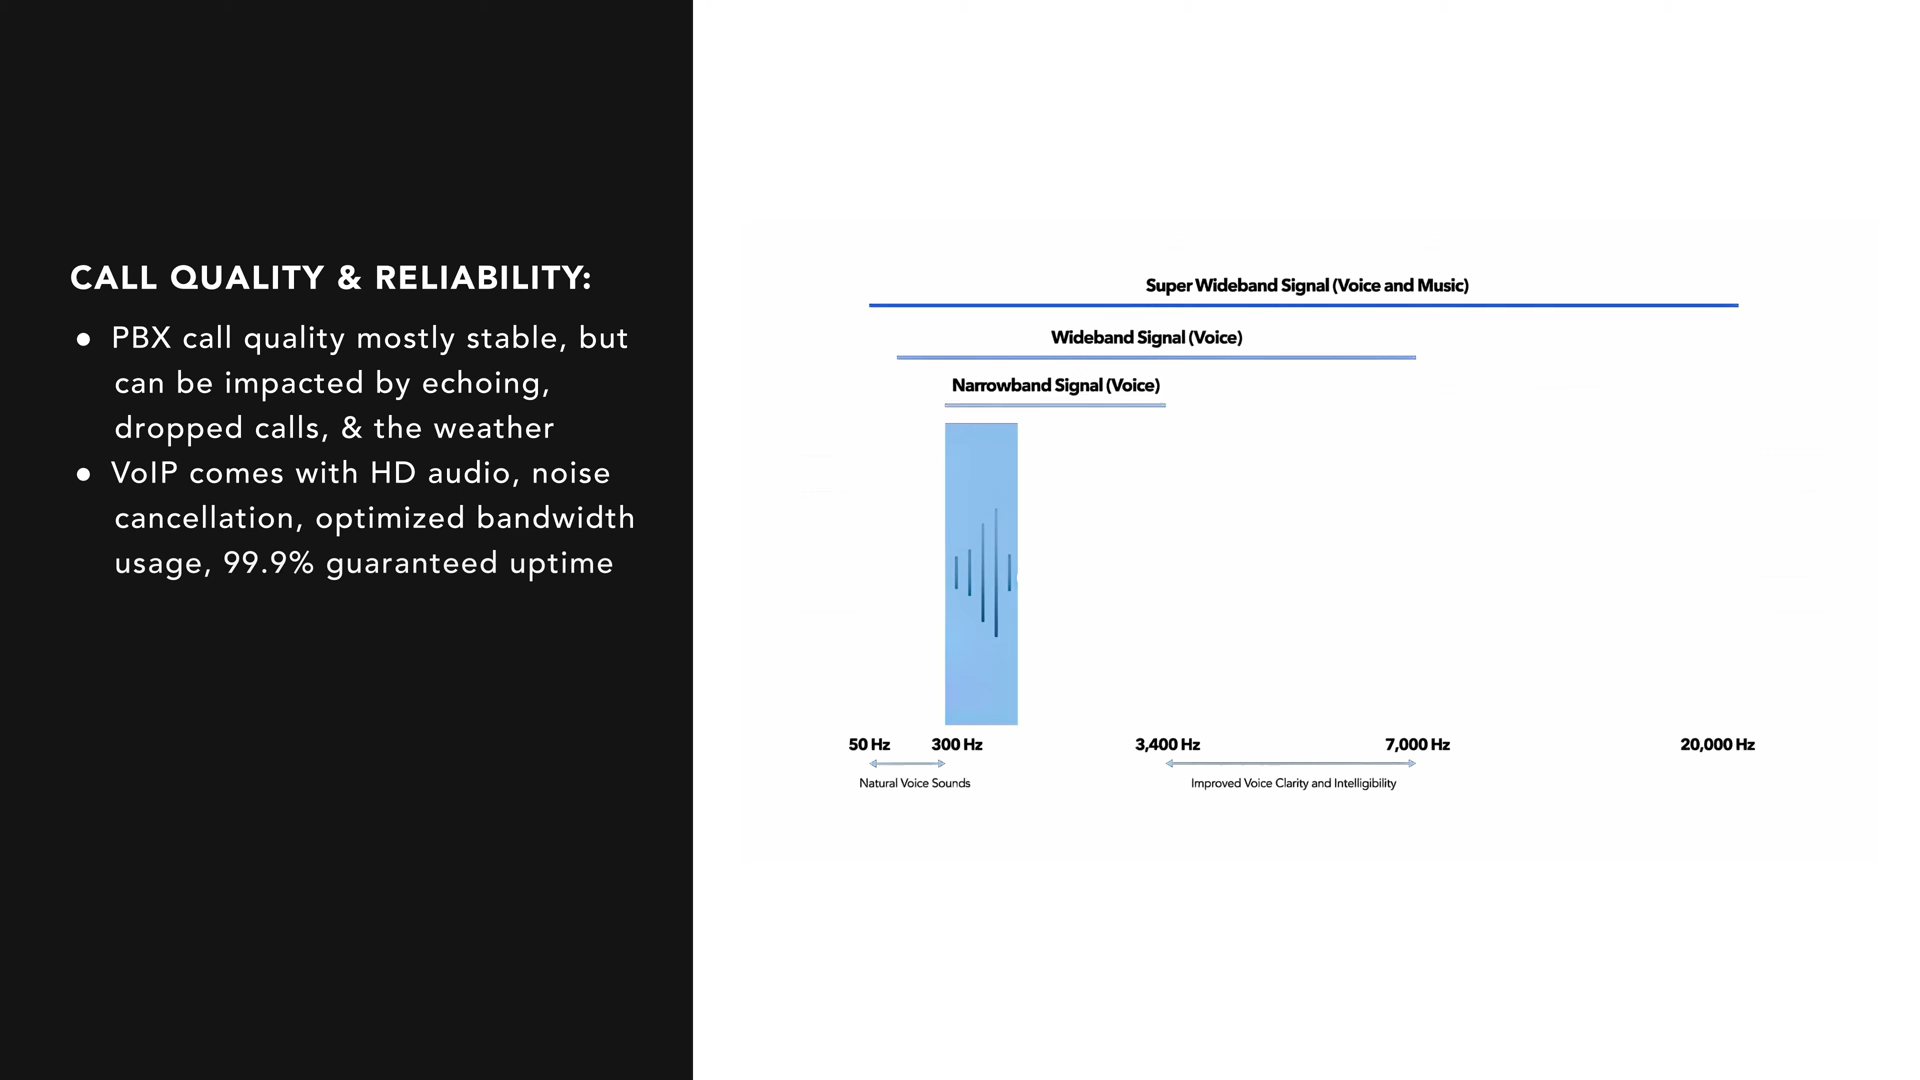 CALL QUALITY & RELIABILITY:
● PBX call quality mostly stable, but
can be impacted by echoing,
dropped calls, & the weather
● VoIP comes with HD audio, noise
cancellation, optimized bandwidth
usage, 99.9% guaranteed uptime
Super Wideband Signal (Voice and Music)
Wideband Signal (Voice)
Narrowband Signal (Voice)
50 Hz 300 Hz 3,400 Hz 7,000 Hz 20,000 Hz
Natural Voice Sounds Improved Voice Clarity and Intelligibility